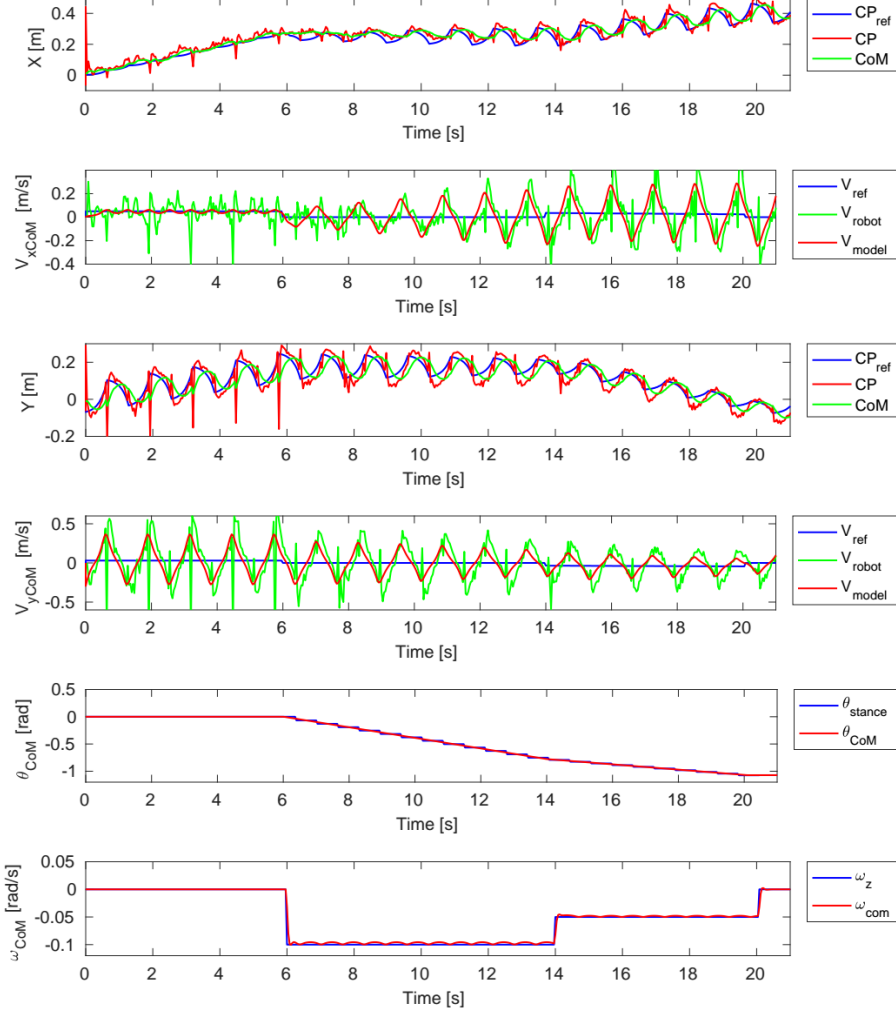 0.4
0.2
0
X [m]
0 2 4 6 8 10 12 14 16 18 20
Time [s]
CP_ref
CP
CoM
0.2
0
-0.2
-0.4
V_xCoM [m/s]
0 2 4 6 8 10 12 14 16 18 20
Time [s]
V_ref
V_robot
V_model
0.2
0
-0.2
Y [m]
0 2 4 6 8 10 12 14 16 18 20
Time [s]
CP_ref
CP
CoM
0.5
0
-0.5
V_yCoM [m/s]
0 2 4 6 8 10 12 14 16 18 20
Time [s]
V_ref
V_robot
V_model
0.5
0
-0.5
-1
θ_CoM [rad]
0 2 4 6 8 10 12 14 16 18 20
Time [s]
θ_stance
θ_CoM
0.05
0
-0.05
-0.1
ω_CoM [rad/s]
0 2 4 6 8 10 12 14 16 18 20
Time [s]
ω_z
ω_com